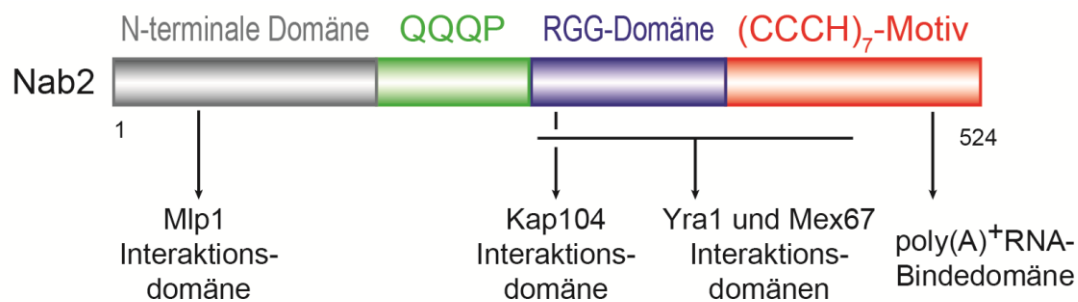 N-terminale Domäne QQQP RGG-Domäne (CCCH)7-Motiv
Nab2
1 524
Mlp1
Interaktions-
domäne
Kap104
Interaktions-
domäne
Yra1 und Mex67
Interaktions-
domänen
poly(A)+RNA-
Bindedomäne